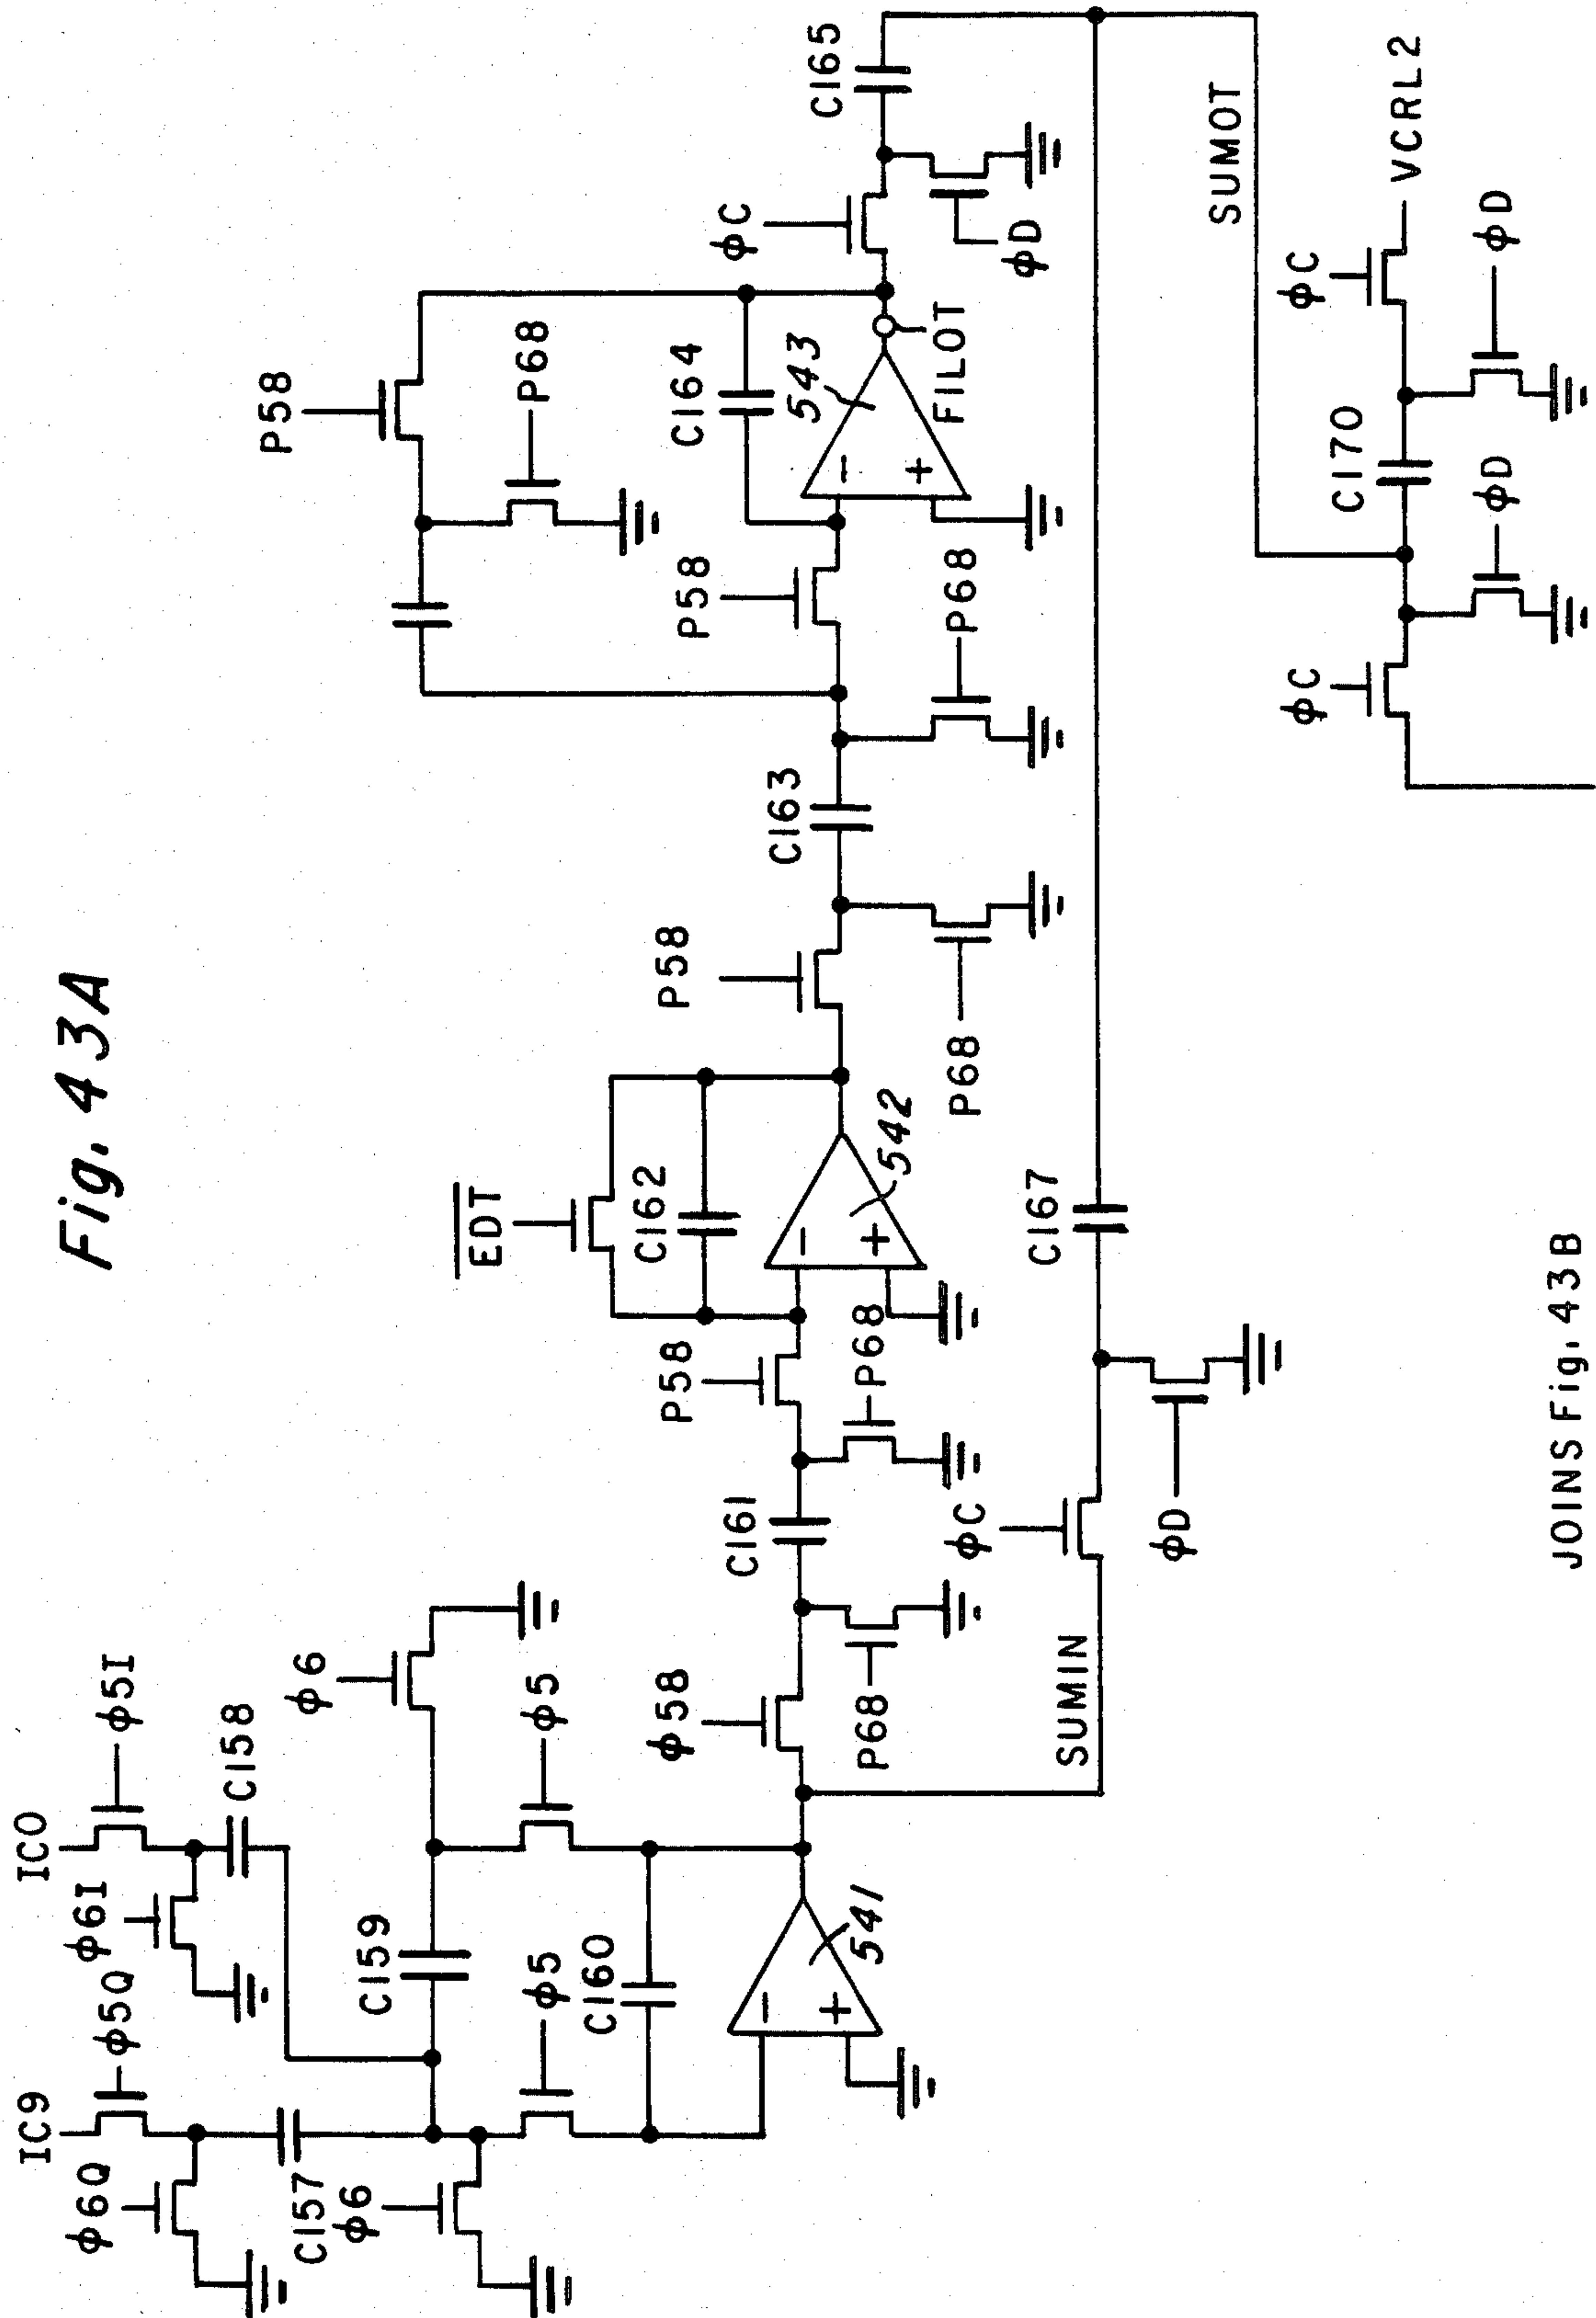 Fig. 43A
IC9
φ5Q
φ6Q
C157
φ6
IC0
φ5I
φ6I
C158
C159
φ6
φ5
φ5
C160
541
φ58
P68
C161
P68
P58
EDT
C162
542
P58
P68
C163
P68
P58
P58
P68
C164
543
FILOT
φC
φD
C165
SUMIN
φC
φD
C167
SUMOT
φC
φD
C170
φD
φC
VCRL2
JOINS Fig. 43B